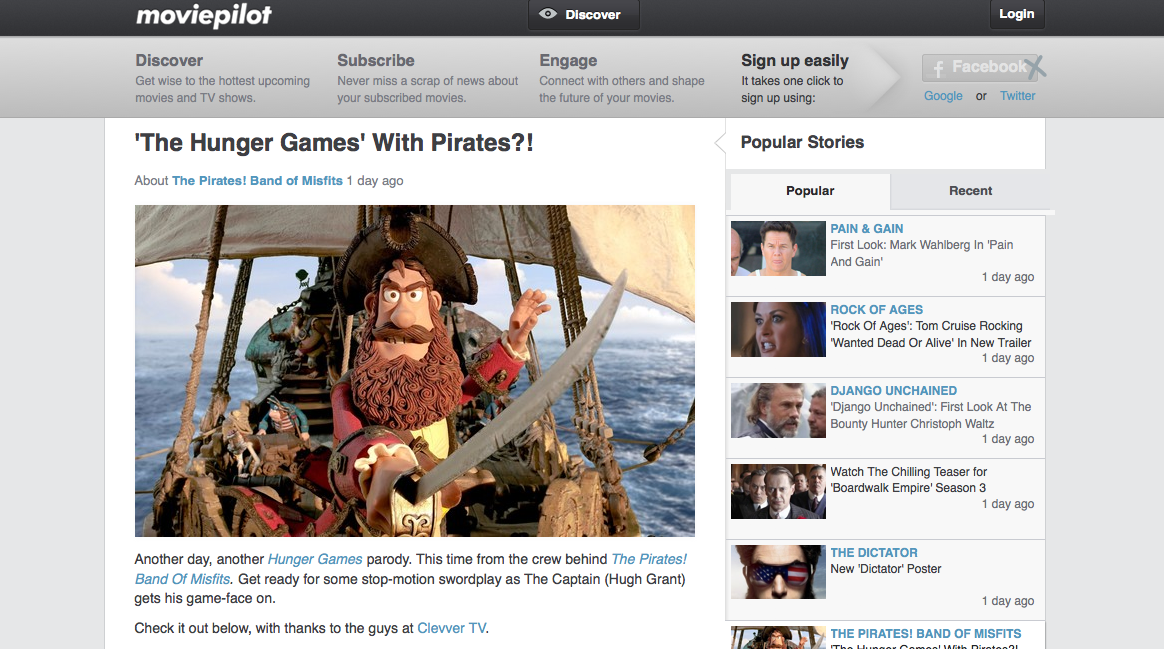 moviepilot
Discover
Login
Discover
Get wise to the hottest upcoming
movies and TV shows.
Subscribe
Never miss a scrap of news about
your subscribed movies.
Engage
Connect with others and shape
the future of your movies.
Sign up easily
It takes one click to
sign up using:
Facebook
Google or Twitter
'The Hunger Games' With Pirates?!
About The Pirates! Band of Misfits 1 day ago
Another day, another Hunger Games parody. This time from the crew behind The Pirates!
Band Of Misfits. Get ready for some stop-motion swordplay as The Captain (Hugh Grant)
gets his game-face on.
Check it out below, with thanks to the guys at Clevver TV.
Popular Stories
Popular
Recent
PAIN & GAIN
First Look: Mark Wahlberg In 'Pain
And Gain'
1 day ago
ROCK OF AGES
'Rock Of Ages': Tom Cruise Rocking
'Wanted Dead Or Alive' In New Trailer
1 day ago
DJANGO UNCHAINED
'Django Unchained': First Look At The
Bounty Hunter Christoph Waltz
1 day ago
Watch The Chilling Teaser for
'Boardwalk Empire' Season 3
1 day ago
THE DICTATOR
New 'Dictator' Poster
1 day ago
THE PIRATES! BAND OF MISFITS
'The Hunger Games' With Pirates?!